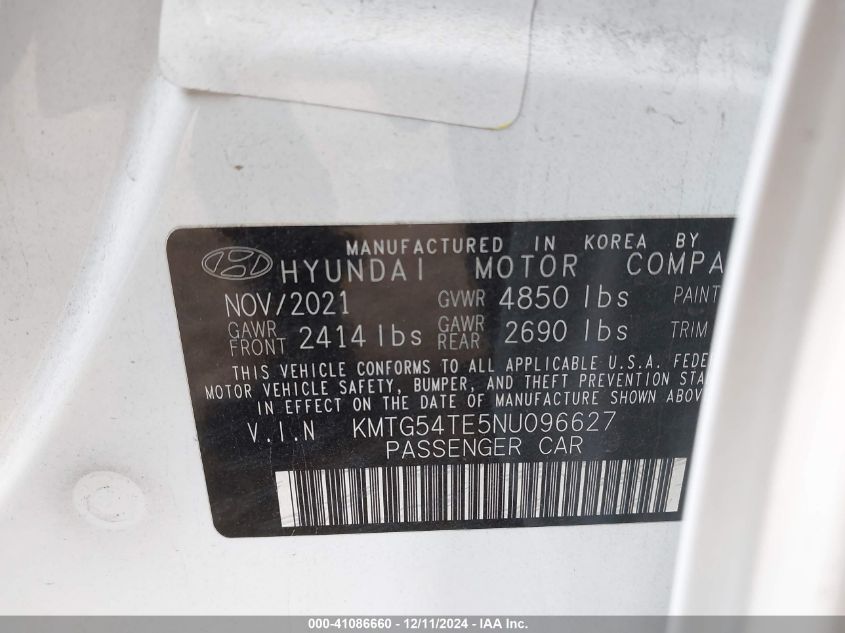 MANUFACTURED IN KOREA BY
HYUNDAI MOTOR COMPA
NOV/2021 GVWR 4850 lbs PAINT
GAWR FRONT 2414 lbs GAWR REAR 2690 lbs TRIM
THIS VEHICLE CONFORMS TO ALL APPLICABLE U.S.A. FEDE
MOTOR VEHICLE SAFETY, BUMPER, AND THEFT PREVENTION STA
IN EFFECT ON THE DATE OF MANUFACTURE SHOWN ABOV
V.I.N KMTG54TE5NU096627
PASSENGER CAR
000-41086660 - 12/11/2024 - IAA Inc.